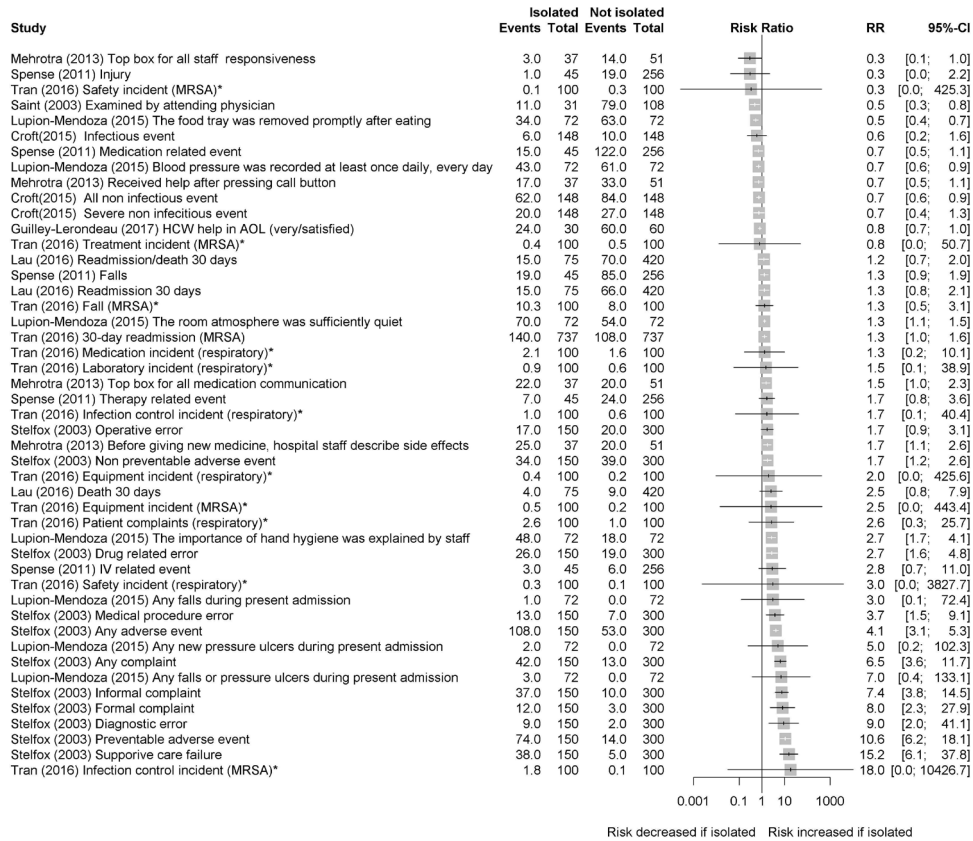 Isolated Not isolated
Study Events Total Events Total Risk Ratio RR 95%-CI
Mehrotra (2013) Top box for all staff responsiveness 3.0 37 14.0 51 0.3 [0.1; 1.0]
Spense (2011) Injury 1.0 45 19.0 256 0.3 [0.0; 2.2]
Tran (2016) Safety incident (MRSA)* 0.1 100 0.3 100 0.3 [0.0; 425.3]
Saint (2003) Examined by attending physician 11.0 31 79.0 108 0.5 [0.3; 0.8]
Lupion-Mendoza (2015) The food tray was removed promptly after eating 34.0 72 63.0 72 0.5 [0.4; 0.7]
Croft(2015) Infectious event 6.0 148 10.0 148 0.6 [0.2; 1.6]
Spense (2011) Medication related event 15.0 45 122.0 256 0.7 [0.5; 1.1]
Lupion-Mendoza (2015) Blood pressure was recorded at least once daily, every day 43.0 72 61.0 72 0.7 [0.6; 0.9]
Mehrotra (2013) Received help after pressing call button 17.0 37 33.0 51 0.7 [0.5; 1.1]
Croft(2015) All non infectious event 62.0 148 84.0 148 0.7 [0.6; 0.9]
Croft(2015) Severe non infecitious event 20.0 148 27.0 148 0.7 [0.4; 1.3]
Guilley-Lerondeau (2017) HCW help in AOL (very/satisfied) 24.0 30 60.0 60 0.8 [0.7; 1.0]
Tran (2016) Treatment incident (MRSA)* 0.4 100 0.5 100 0.8 [0.0; 50.7]
Lau (2016) Readmission/death 30 days 15.0 75 70.0 420 1.2 [0.7; 2.0]
Spense (2011) Falls 19.0 45 85.0 256 1.3 [0.9; 1.9]
Lau (2016) Readmission 30 days 15.0 75 66.0 420 1.3 [0.8; 2.1]
Tran (2016) Fall (MRSA)* 10.3 100 8.0 100 1.3 [0.5; 3.1]
Lupion-Mendoza (2015) The room atmosphere was sufficiently quiet 70.0 72 54.0 72 1.3 [1.1; 1.5]
Tran (2016) 30-day readmission (MRSA) 140.0 737 108.0 737 1.3 [1.0; 1.6]
Tran (2016) Medication incident (respiratory)* 2.1 100 1.6 100 1.3 [0.2; 10.1]
Tran (2016) Laboratory incident (respiratory)* 0.9 100 0.6 100 1.5 [0.1; 38.9]
Mehrotra (2013) Top box for all medication communication 22.0 37 20.0 51 1.5 [1.0; 2.3]
Spense (2011) Therapy related event 7.0 45 24.0 256 1.7 [0.8; 3.6]
Tran (2016) Infection control incident (respiratory)* 1.0 100 0.6 100 1.7 [0.1; 40.4]
Stelfox (2003) Operative error 17.0 150 20.0 300 1.7 [0.9; 3.1]
Mehrotra (2013) Before giving new medicine, hospital staff describe side effects 25.0 37 20.0 51 1.7 [1.1; 2.6]
Stelfox (2003) Non preventable adverse event 34.0 150 39.0 300 1.7 [1.2; 2.6]
Tran (2016) Equipment incident (respiratory)* 0.4 100 0.2 100 2.0 [0.0; 425.6]
Lau (2016) Death 30 days 4.0 75 9.0 420 2.5 [0.8; 7.9]
Tran (2016) Equipment incident (MRSA)* 0.5 100 0.2 100 2.5 [0.0; 443.4]
Tran (2016) Patient complaints (respiratory)* 2.6 100 1.0 100 2.6 [0.3; 25.7]
Lupion-Mendoza (2015) The importance of hand hygiene was explained by staff 48.0 72 18.0 72 2.7 [1.7; 4.1]
Stelfox (2003) Drug related error 26.0 150 19.0 300 2.7 [1.6; 4.8]
Spense (2011) IV related event 3.0 45 6.0 256 2.8 [0.7; 11.0]
Tran (2016) Safety incident (respiratory)* 0.3 100 0.1 100 3.0 [0.0; 3827.7]
Lupion-Mendoza (2015) Any falls during present admission 1.0 72 0.0 72 3.0 [0.1; 72.4]
Stelfox (2003) Medical procedure error 13.0 150 7.0 300 3.7 [1.5; 9.1]
Stelfox (2003) Any adverse event 108.0 150 53.0 300 4.1 [3.1; 5.3]
Lupion-Mendoza (2015) Any new pressure ulcers during present admission 2.0 72 0.0 72 5.0 [0.2; 102.3]
Stelfox (2003) Any complaint 42.0 150 13.0 300 6.5 [3.6; 11.7]
Lupion-Mendoza (2015) Any falls or pressure ulcers during present admission 3.0 72 0.0 72 7.0 [0.4; 133.1]
Stelfox (2003) Informal complaint 37.0 150 10.0 300 7.4 [3.8; 14.5]
Stelfox (2003) Formal complaint 12.0 150 3.0 300 8.0 [2.3; 27.9]
Stelfox (2003) Diagnostic error 9.0 150 2.0 300 9.0 [2.0; 41.1]
Stelfox (2003) Preventable adverse event 74.0 150 14.0 300 10.6 [6.2; 18.1]
Stelfox (2003) Supporive care failure 38.0 150 5.0 300 15.2 [6.1; 37.8]
Tran (2016) Infection control incident (MRSA)* 1.8 100 0.1 100 18.0 [0.0; 10426.7]
0.001 0.1 1 10 1000
Risk decreased if isolated Risk increased if isolated